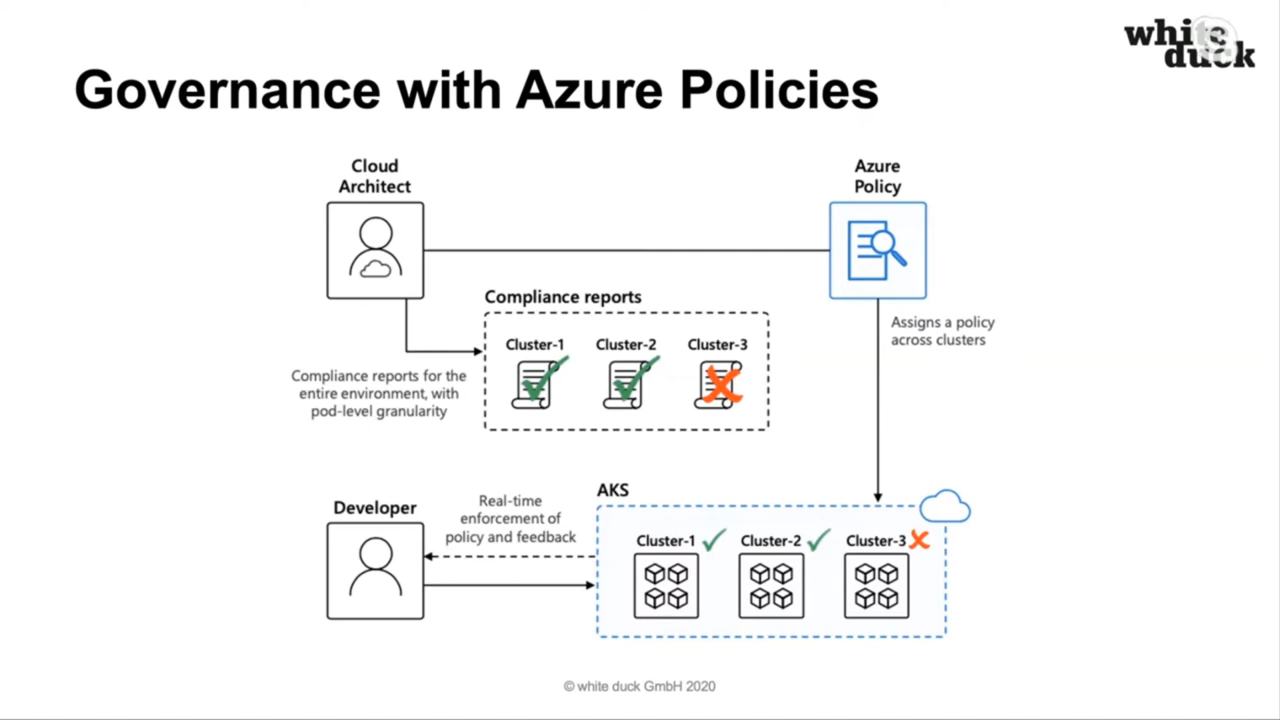 white
duck
Governance with Azure Policies
Cloud
Architect
Azure
Policy
Compliance reports
Assigns a policy
across clusters
Cluster-1
Cluster-2
Cluster-3
Compliance reports for the
entire environment, with
pod-level granularity
AKS
Developer
Real-time
enforcement of
policy and feedback
Cluster-1
Cluster-2
Cluster-3
© white duck GmbH 2020